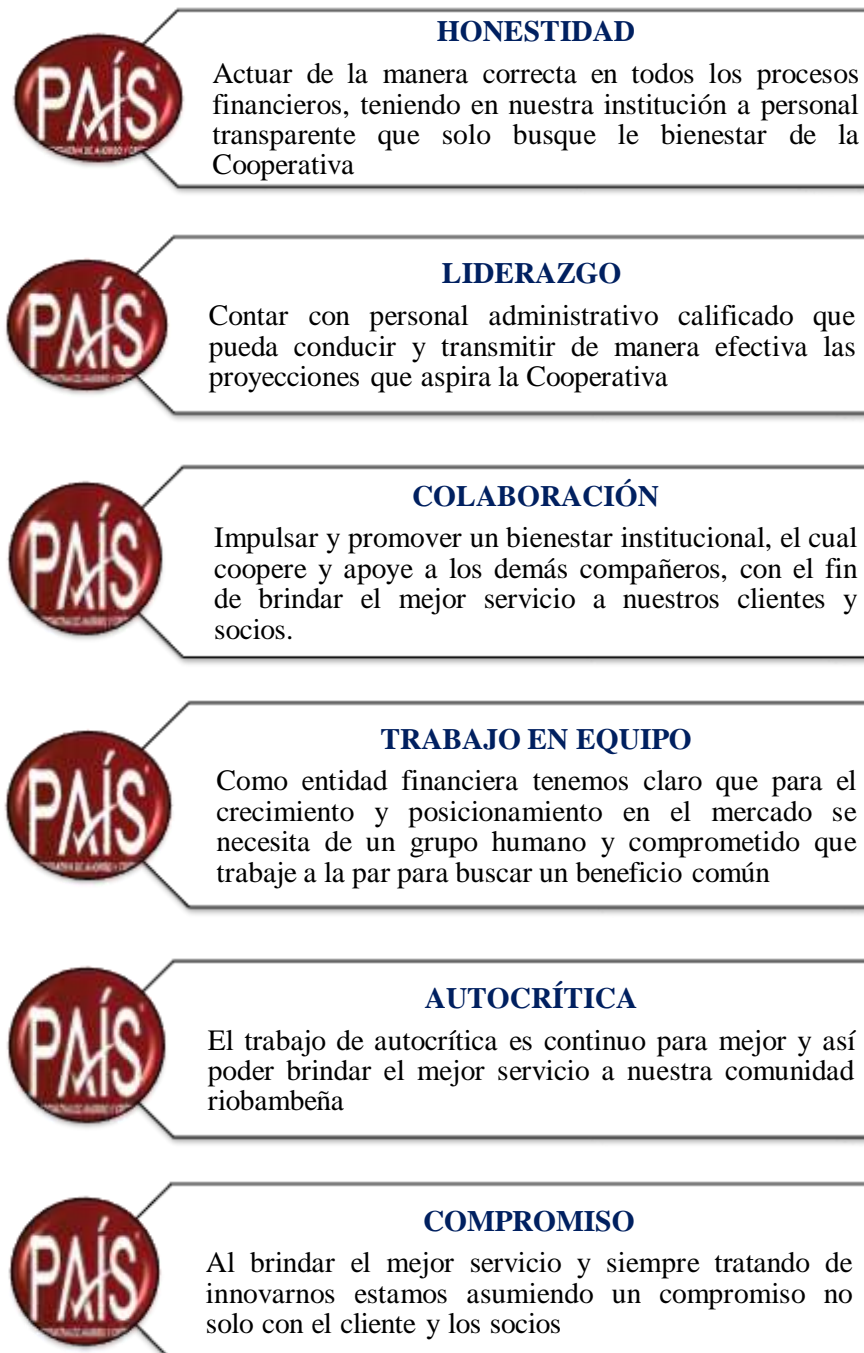 HONESTIDAD
PAÍS
Actuar de la manera correcta en todos los procesos
financieros, teniendo en nuestra institución a personal
transparente que solo busque le bienestar de la
Cooperativa
LIDERAZGO
PAÍS
Contar con personal administrativo calificado que
pueda conducir y transmitir de manera efectiva las
proyecciones que aspira la Cooperativa
COLABORACIÓN
PAÍS
Impulsar y promover un bienestar institucional, el cual
coopere y apoye a los demás compañeros, con el fin
de brindar el mejor servicio a nuestros clientes y
socios.
TRABAJO EN EQUIPO
PAÍS
Como entidad financiera tenemos claro que para el
crecimiento y posicionamiento en el mercado se
necesita de un grupo humano y comprometido que
trabaje a la par para buscar un beneficio común
AUTOCRÍTICA
PAÍS
El trabajo de autocrítica es continuo para mejor y así
poder brindar el mejor servicio a nuestra comunidad
riobambeña
COMPROMISO
PAÍS
Al brindar el mejor servicio y siempre tratando de
innovarnos estamos asumiendo un compromiso no
solo con el cliente y los socios